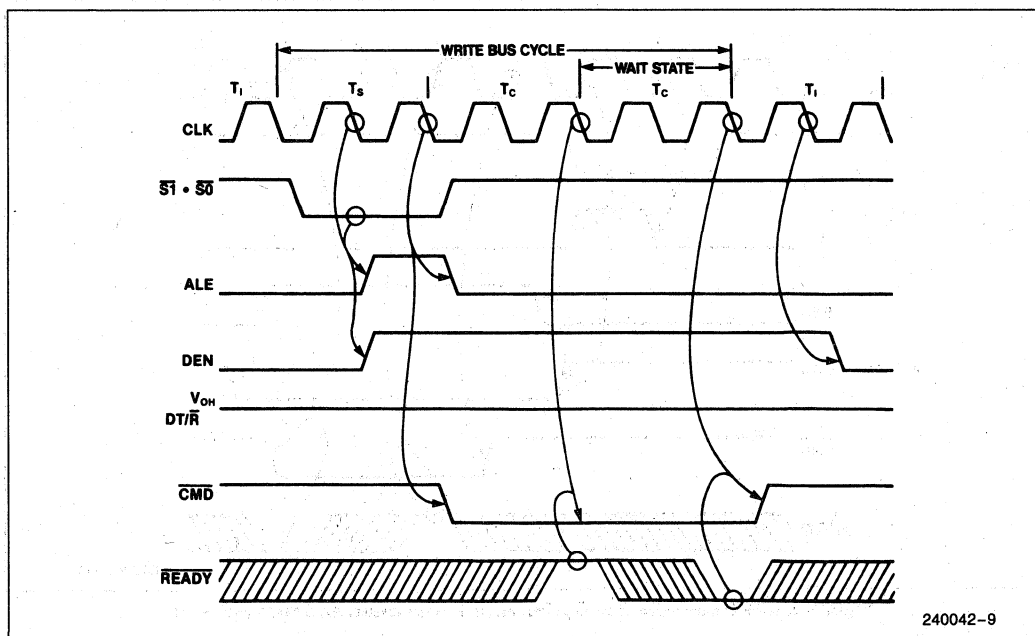 WRITE BUS CYCLE
WAIT STATE
T_I T_S T_C T_C T_I
CLK
S̅1̅ • S̅0̅
ALE
DEN
V_OH
DT/R̅
C̅M̅D̅
R̅E̅A̅D̅Y̅
240042-9